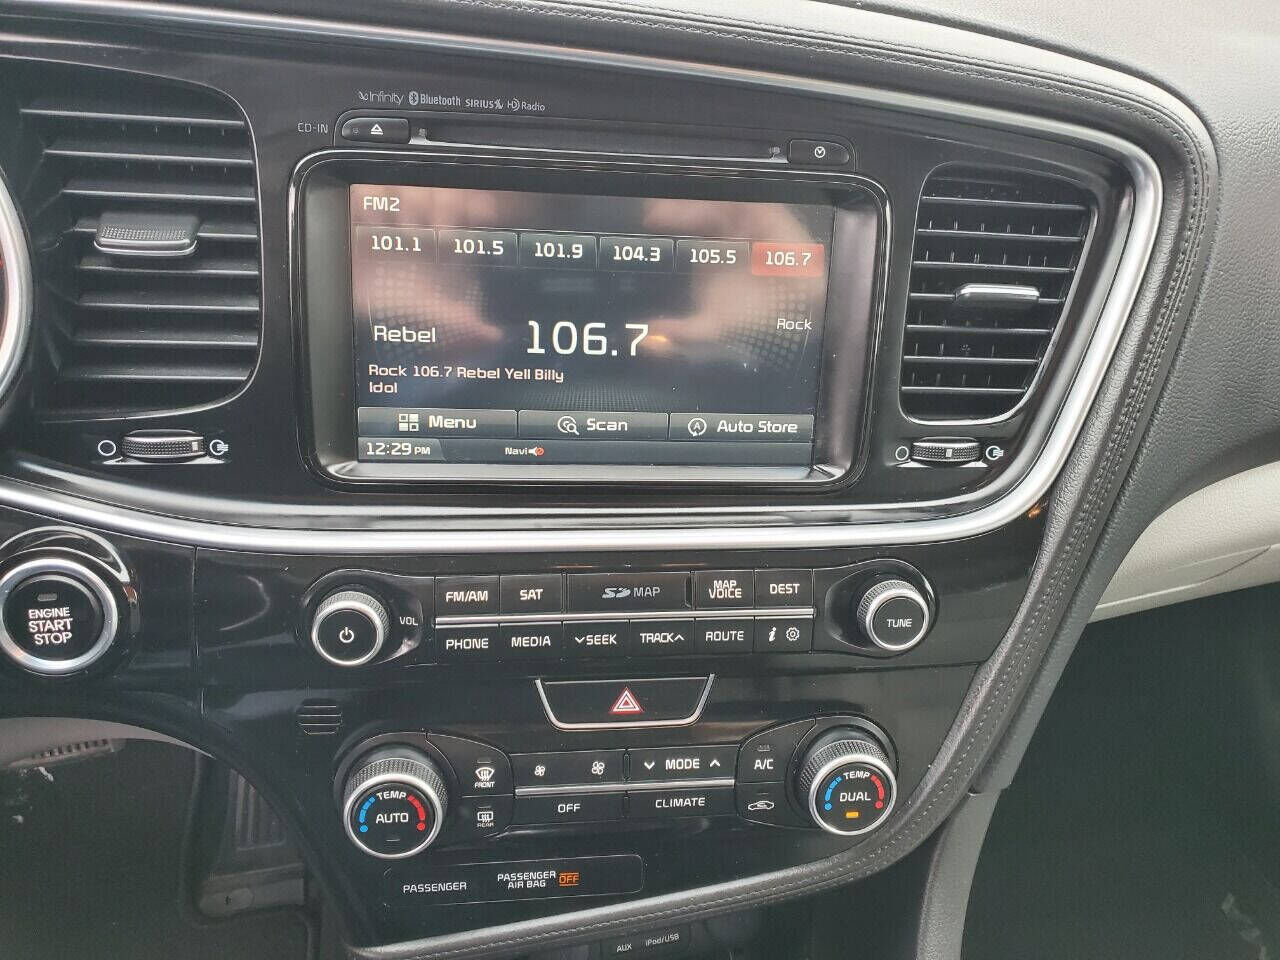 Infinity Bluetooth SIRIUS HD Radio
CD-IN
FM2
101.1 101.5 101.9 104.3 105.5 106.7
Rebel 106.7 Rock
Rock 106.7 Rebel Yell Billy
Idol
Menu Scan Auto Store
12:29 PM Navi
ENGINE
START
STOP
VOL
FM/AM SAT SD MAP MAP VOICE DEST
PHONE MEDIA SEEK TRACK ROUTE i
TUNE
TEMP
AUTO
FRONT
REAR
MODE
OFF CLIMATE
A/C
TEMP
DUAL
PASSENGER
PASSENGER
AIR BAG OFF
AUX iPod/USB